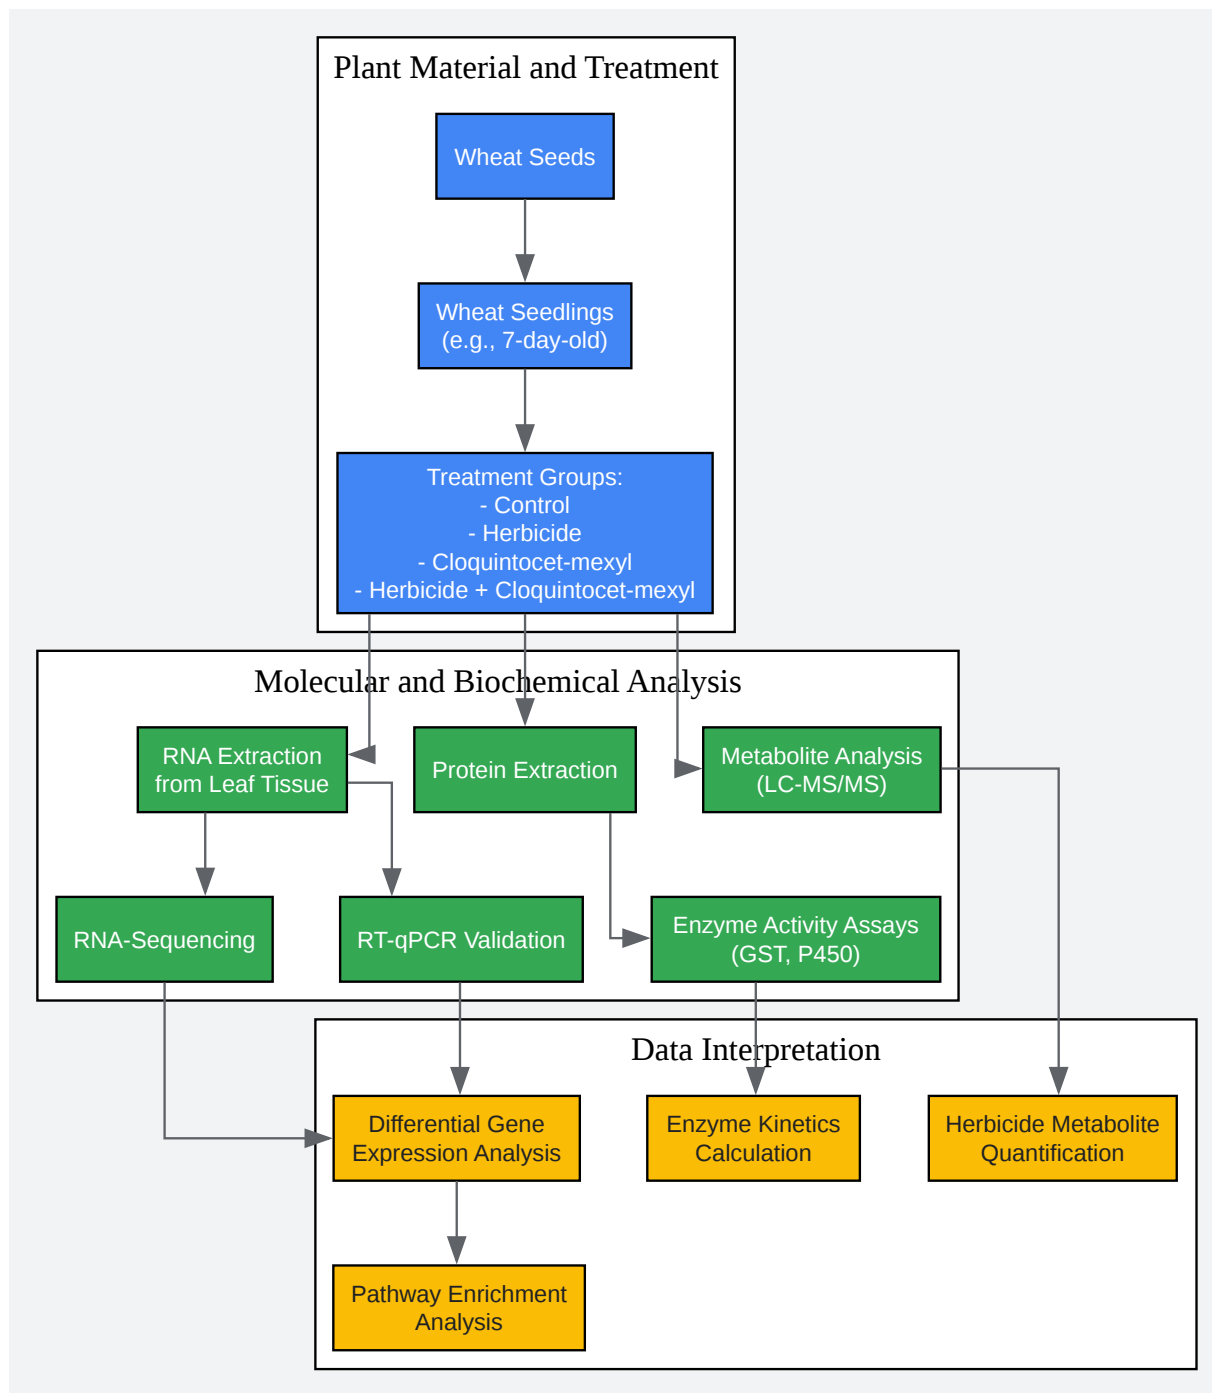 Plant Material and Treatment
Wheat Seeds
Wheat Seedlings
(e.g., 7-day-old)
Treatment Groups:
- Control
- Herbicide
- Cloquintocet-mexyl
- Herbicide + Cloquintocet-mexyl
Molecular and Biochemical Analysis
RNA Extraction
from Leaf Tissue
Protein Extraction
Metabolite Analysis
(LC-MS/MS)
RNA-Sequencing
RT-qPCR Validation
Enzyme Activity Assays
(GST, P450)
Data Interpretation
Differential Gene
Expression Analysis
Enzyme Kinetics
Calculation
Herbicide Metabolite
Quantification
Pathway Enrichment
Analysis